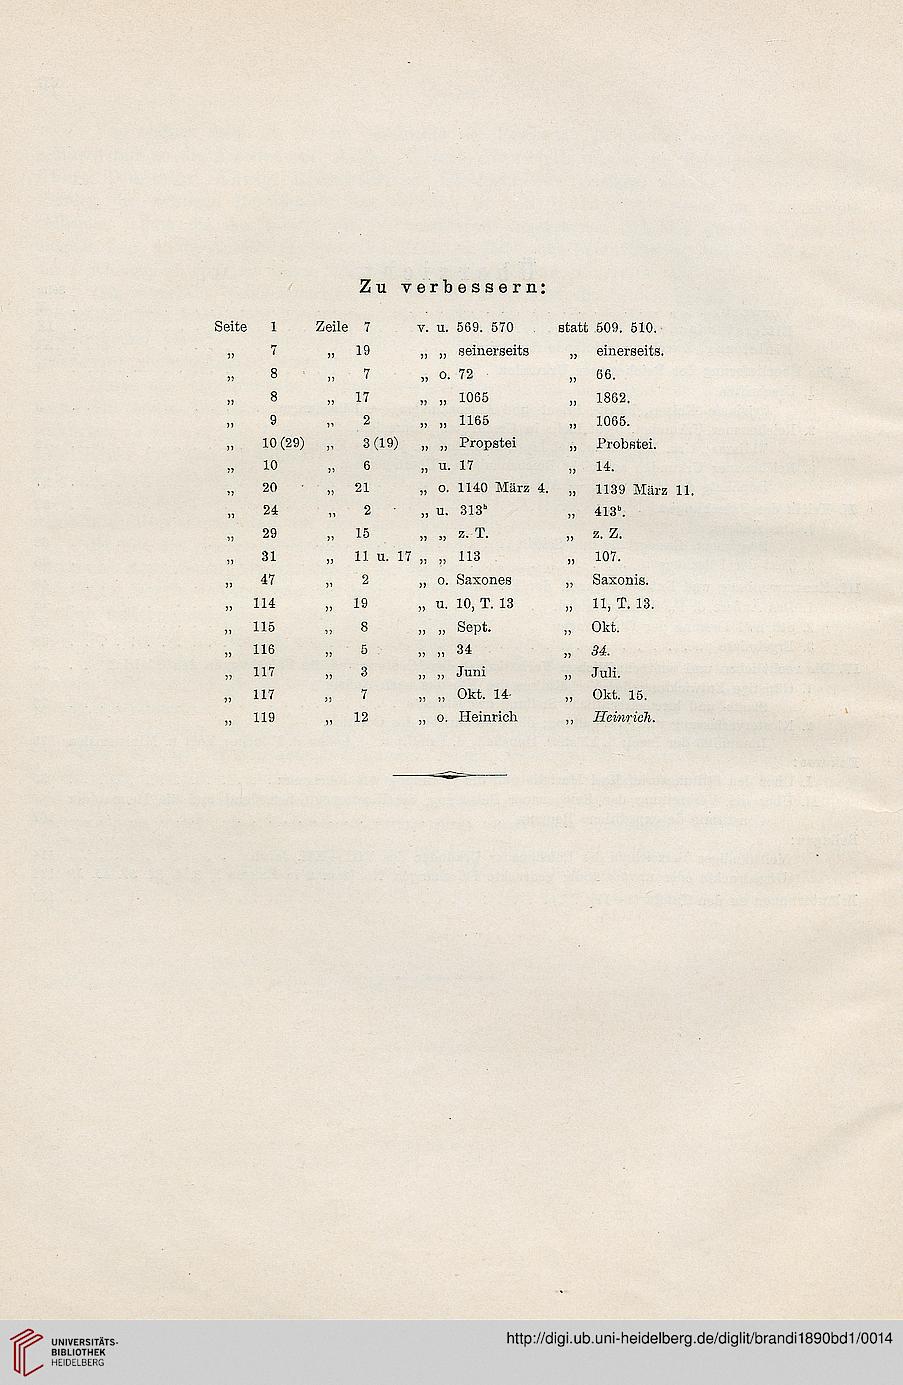 Zu verbessern:
Seite 1 Zeile 7 v. u. 569. 570 statt 509. 510.
„ 7 „ 19 „ „ seinerseits „ einerseits.
„ 8 „ 7 „ o. 72 „ 66.
„ 8 „ 17 „ „ 1065 „ 1862.
„ 9 „ 2 „ „ 1165 „ 1065.
„ 10 (29) „ 3 (19) „ „ Propstei „ Probstei.
„ 10 „ 6 „ u. 17 „ 14.
„ 20 „ 21 „ o. 1140 März 4. „ 1139 März 11.
„ 24 „ 2 „ u. 313ᵇ „ 413ᵇ.
„ 29 „ 15 „ „ z. T. „ z. Z.
„ 31 „ 11 u. 17 „ „ 113 „ 107.
„ 47 „ 2 „ o. Saxones „ Saxonis.
„ 114 „ 19 „ u. 10, T. 13 „ 11, T. 13.
„ 115 „ 8 „ „ Sept. „ Okt.
„ 116 „ 5 „ „ 34 „ 34.
„ 117 „ 3 „ „ Juni „ Juli.
„ 117 „ 7 „ „ Okt. 14 „ Okt. 15.
„ 119 „ 12 „ o. Heinrich „ Heinrich.
UNIVERSITÄTS-
BIBLIOTHEK
HEIDELBERG
http://digi.ub.uni-heidelberg.de/diglit/brandi1890bd1/0014